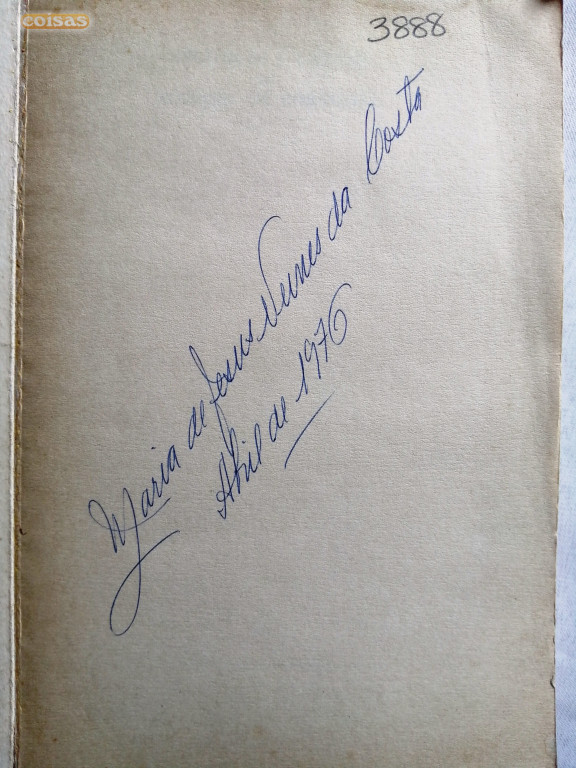 coisas
3888
Maria de Jesus Nunes da Costa
Abril de 1976